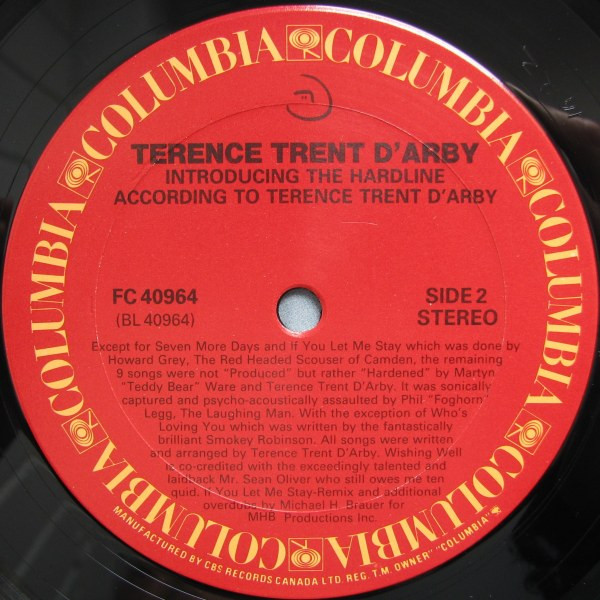 COLUMBIA COLUMBIA COLUMBIA COLUMBIA COLUMBIA COLUMBIA
TERENCE TRENT D'ARBY
INTRODUCING THE HARDLINE
ACCORDING TO TERENCE TRENT D'ARBY
FC 40964
(BL 40964)
SIDE 2
STEREO
Except for Seven More Days and If You Let Me Stay which was done by
Howard Grey, The Red Headed Scouser of Camden, the remaining
9 songs were not "Produced" but rather "Hardened" by Martyn
"Teddy Bear" Ware and Terence Trent D'Arby. It was sonically
captured and psycho-acoustically assaulted by Phil "Foghorn"
Legg, The Laughing Man. With the exception of Who's
Loving You which was written by the fantastically
brilliant Smokey Robinson. All songs were written
and arranged by Terence Trent D'Arby. Wishing Well
is co-credited with the exceedingly talented and
laidback Mr. Sean Oliver who still owes me ten
quid. If You Let Me Stay-Remix and additional
overdubs by Michael H. Brauer for
MHB Productions Inc.
MANUFACTURED BY CBS RECORDS CANADA LTD. REG. T.M. OWNER "COLUMBIA"